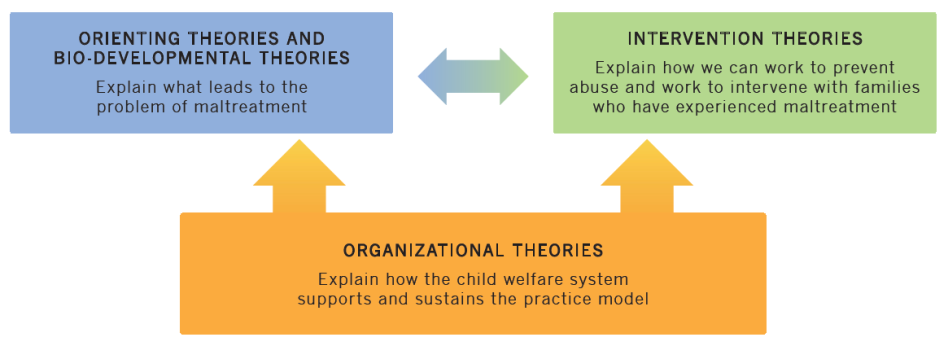 ORIENTING THEORIES AND
BIO-DEVELOPMENTAL THEORIES
Explain what leads to the
problem of maltreatment
INTERVENTION THEORIES
Explain how we can work to prevent
abuse and work to intervene with families
who have experienced maltreatment
ORGANIZATIONAL THEORIES
Explain how the child welfare system
supports and sustains the practice model